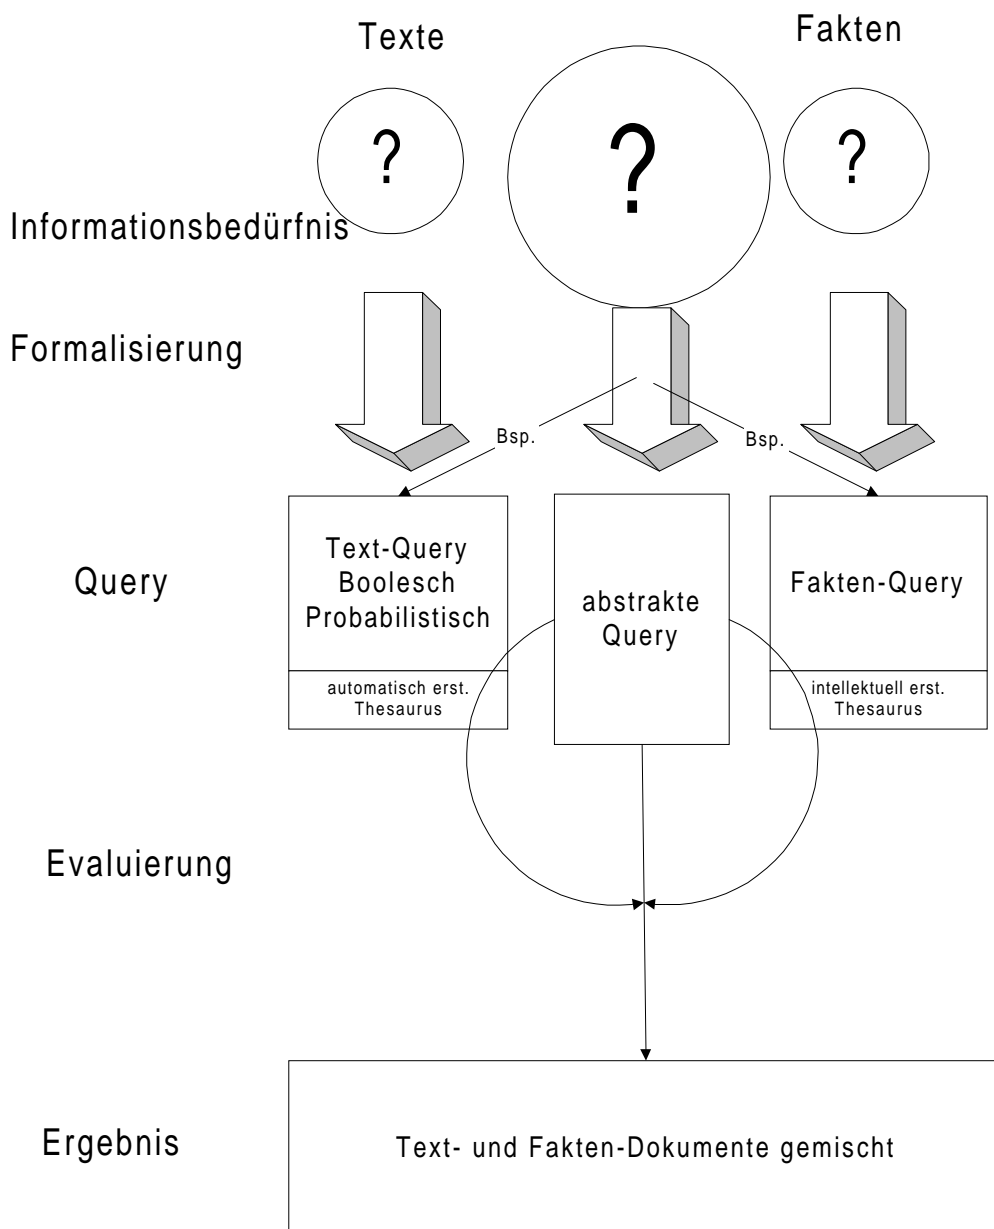 Texte
Fakten
?
?
?
Informationsbedürfnis
Formalisierung
Bsp.
Bsp.
Query
Text-Query
Boolesch
Probabilistisch
automatisch erst.
Thesaurus
abstrakte
Query
Fakten-Query
intellektuell erst.
Thesaurus
Evaluierung
Ergebnis
Text- und Fakten-Dokumente gemischt